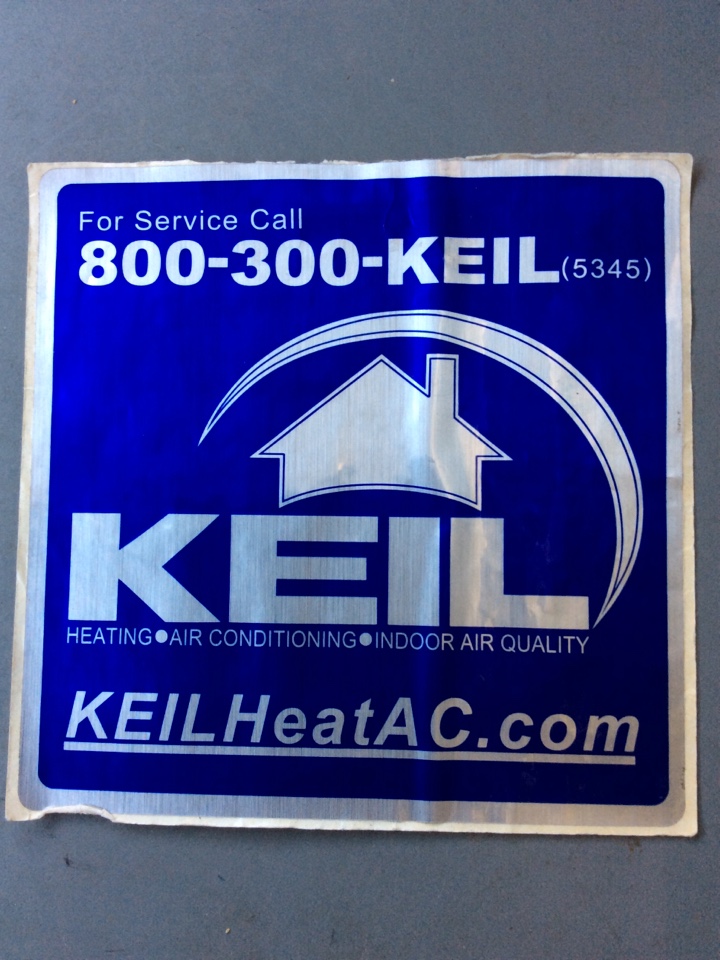 For Service Call
800-300-KEIL(5345)
KEIL
HEATING●AIR CONDITIONING●INDOOR AIR QUALITY
KEILHeatAC.com